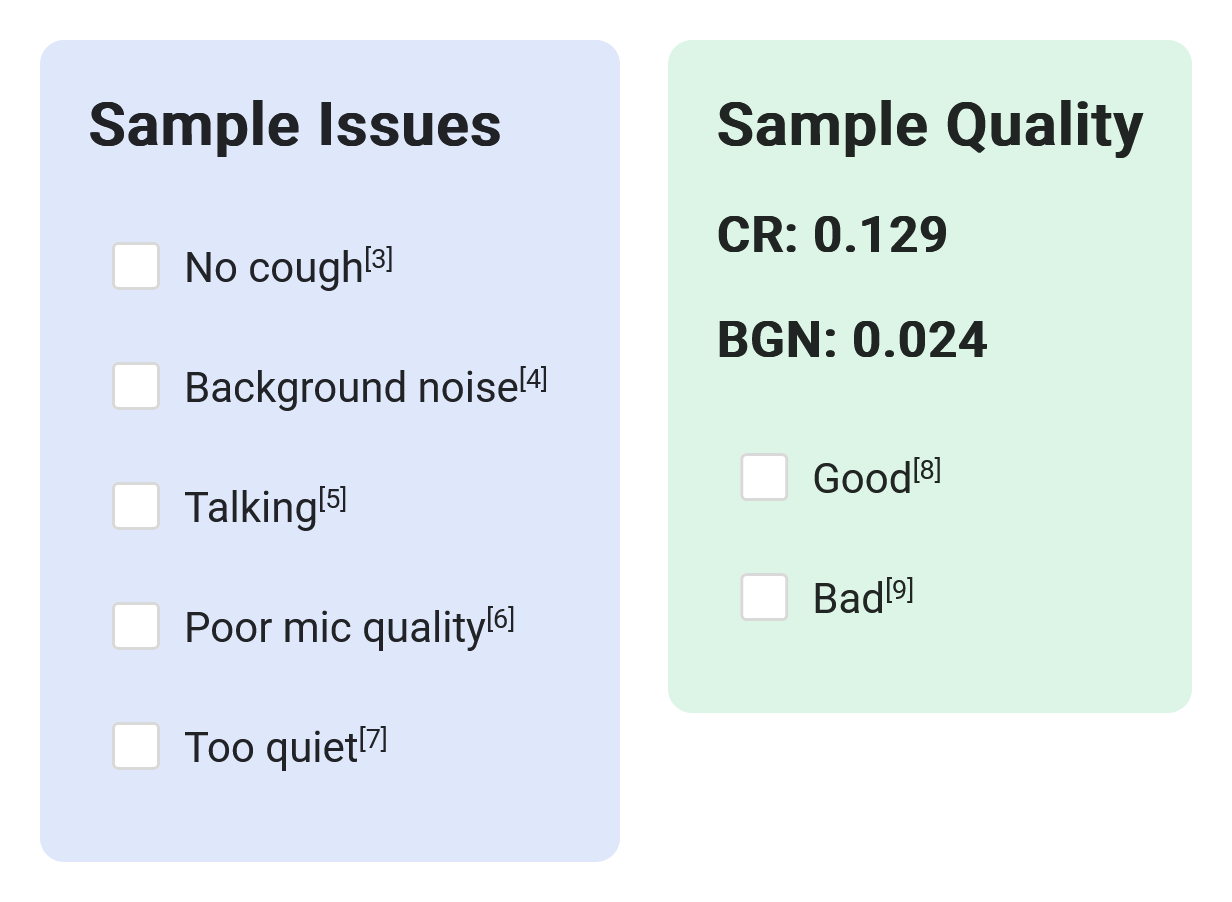 Sample Issues
No cough[3]
Background noise[4]
Talking[5]
Poor mic quality[6]
Too quiet[7]
Sample Quality
CR: 0.129
BGN: 0.024
Good[8]
Bad[9]